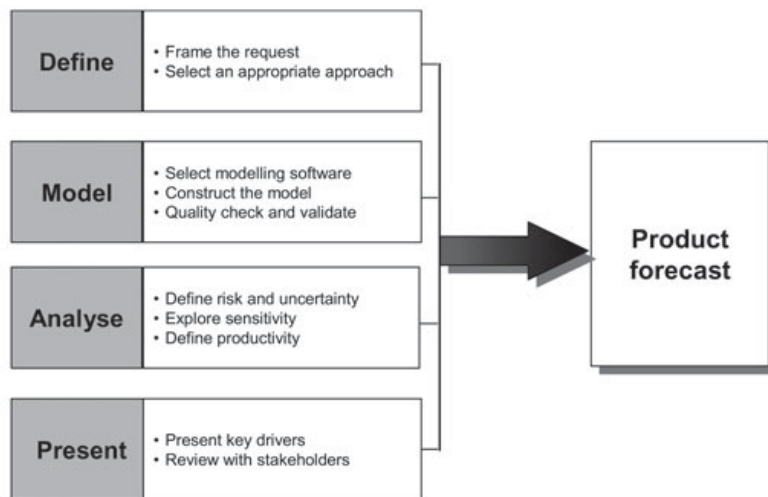 Define
• Frame the request
• Select an appropriate approach
Model
• Select modelling software
• Construct the model
• Quality check and validate
Analyse
• Define risk and uncertainty
• Explore sensitivity
• Define productivity
Present
• Present key drivers
• Review with stakeholders
Product
forecast